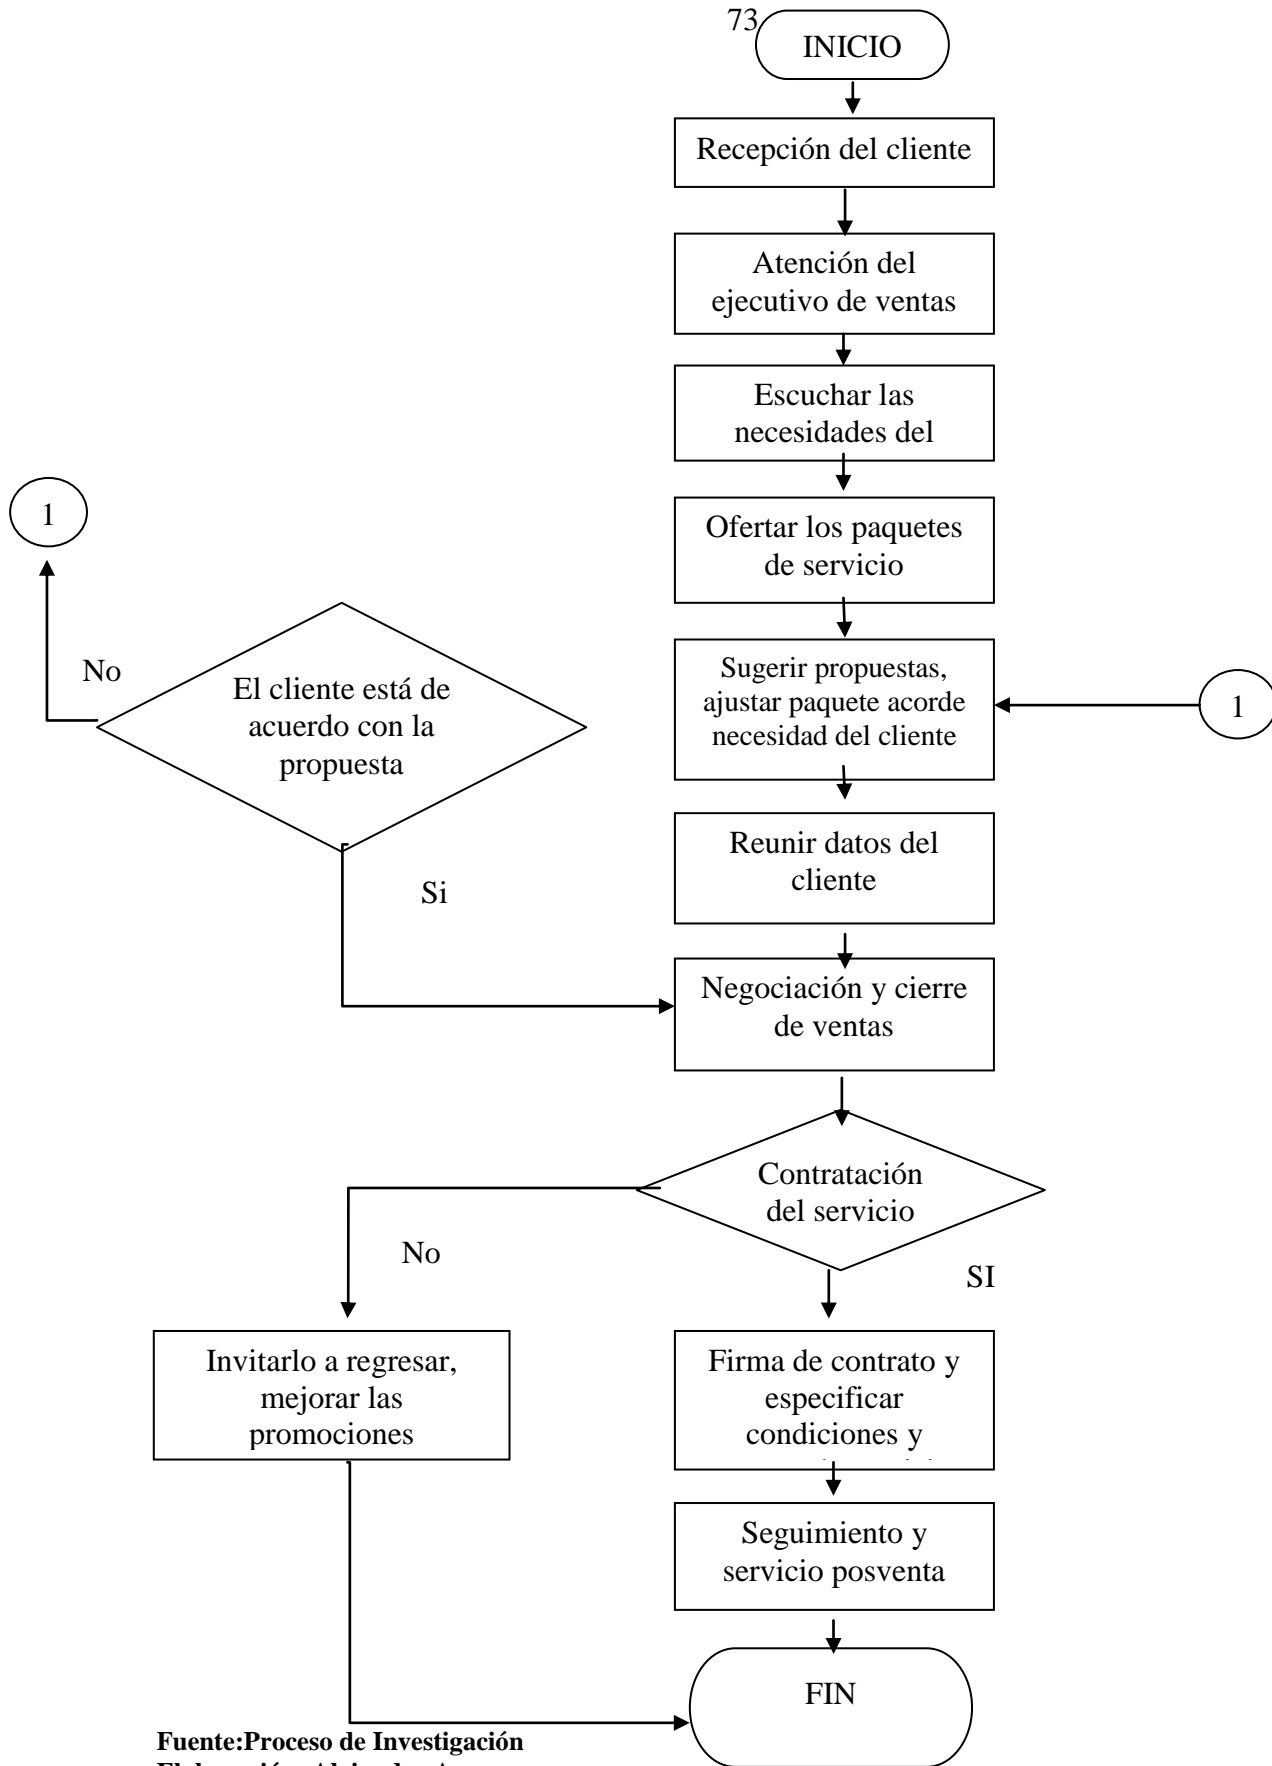 73
INICIO
Recepción del cliente
Atención del
ejecutivo de ventas
Escuchar las
necesidades del
1
Ofertar los paquetes
de servicio
No
El cliente está de
acuerdo con la
propuesta
Sugerir propuestas,
ajustar paquete acorde
necesidad del cliente
1
Reunir datos del
cliente
Si
Negociación y cierre
de ventas
Contratación
del servicio
No
SI
Invitarlo a regresar,
mejorar las
promociones
Firma de contrato y
especificar
condiciones y
Seguimiento y
servicio posventa
FIN
Fuente:Proceso de Investigación